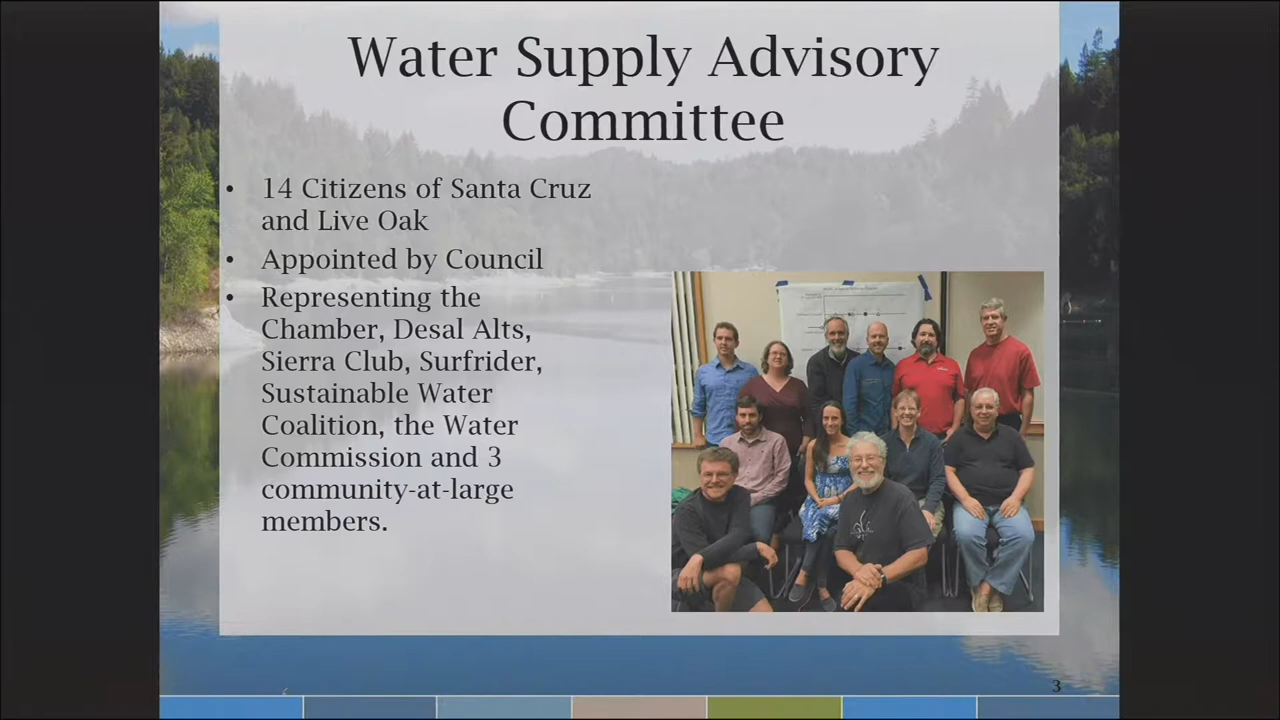 Water Supply Advisory
Committee
• 14 Citizens of Santa Cruz
and Live Oak
• Appointed by Council
• Representing the
Chamber, Desal Alts,
Sierra Club, Surfrider,
Sustainable Water
Coalition, the Water
Commission and 3
community-at-large
members.
3